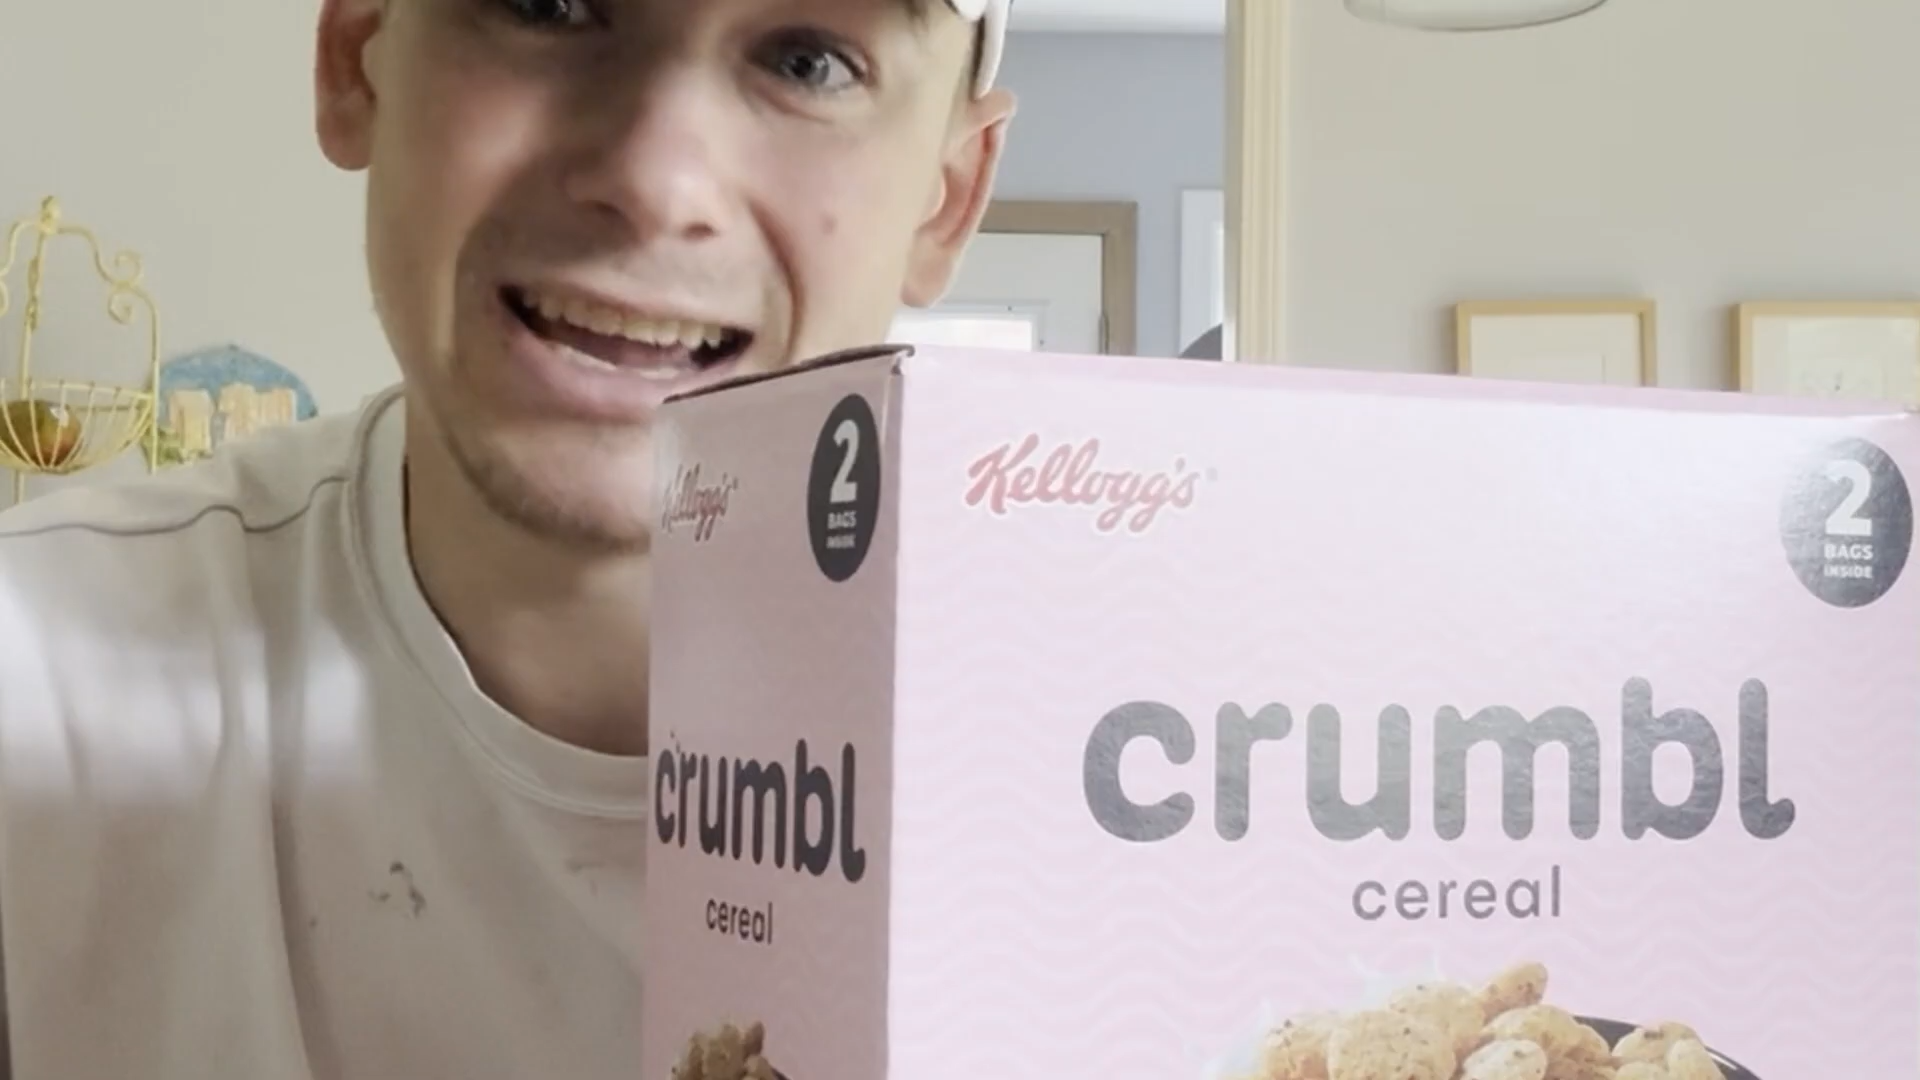 Kellogg's
2
BAGS
INSIDE
crumbl
cereal
Kellogg's
2
BAGS
INSIDE
crumbl
cereal